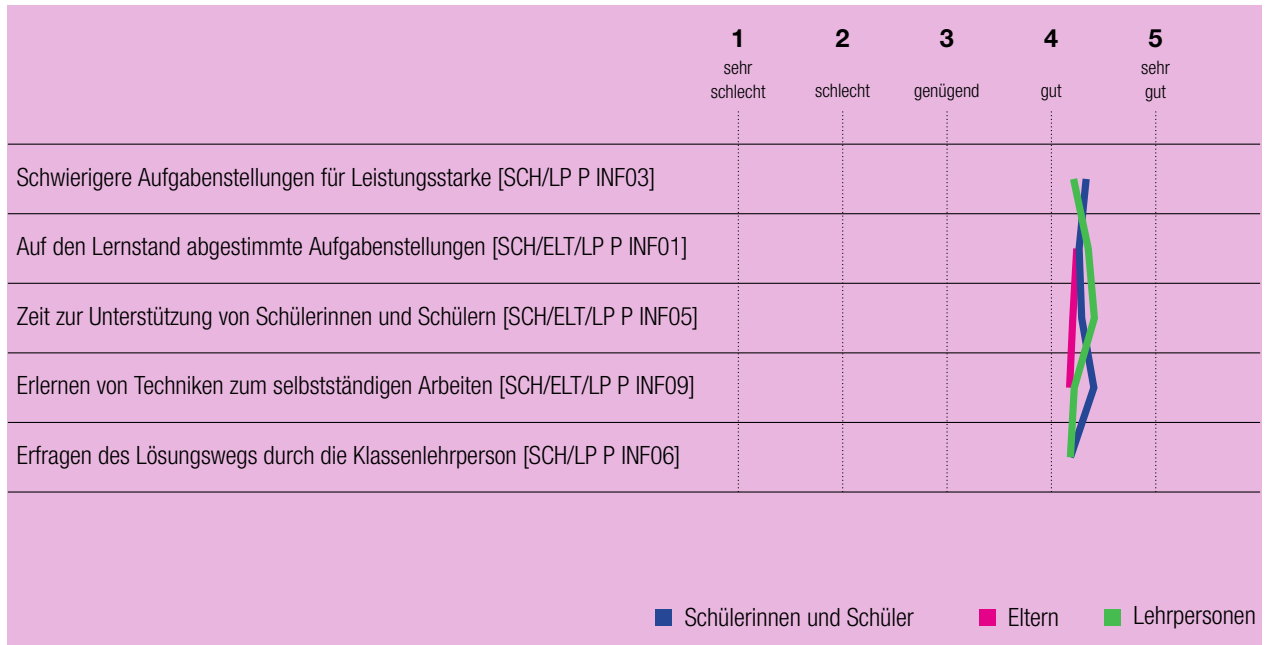 1 2 3 4 5
sehr schlecht schlecht genügend gut sehr gut
Schwierigere Aufgabenstellungen für Leistungsstarke [SCH/LP P INF03]
Auf den Lernstand abgestimmte Aufgabenstellungen [SCH/ELT/LP P INF01]
Zeit zur Unterstützung von Schülerinnen und Schülern [SCH/ELT/LP P INF05]
Erlernen von Techniken zum selbstständigen Arbeiten [SCH/ELT/LP P INF09]
Erfragen des Lösungswegs durch die Klassenlehrperson [SCH/LP P INF06]
Schülerinnen und Schüler Eltern Lehrpersonen